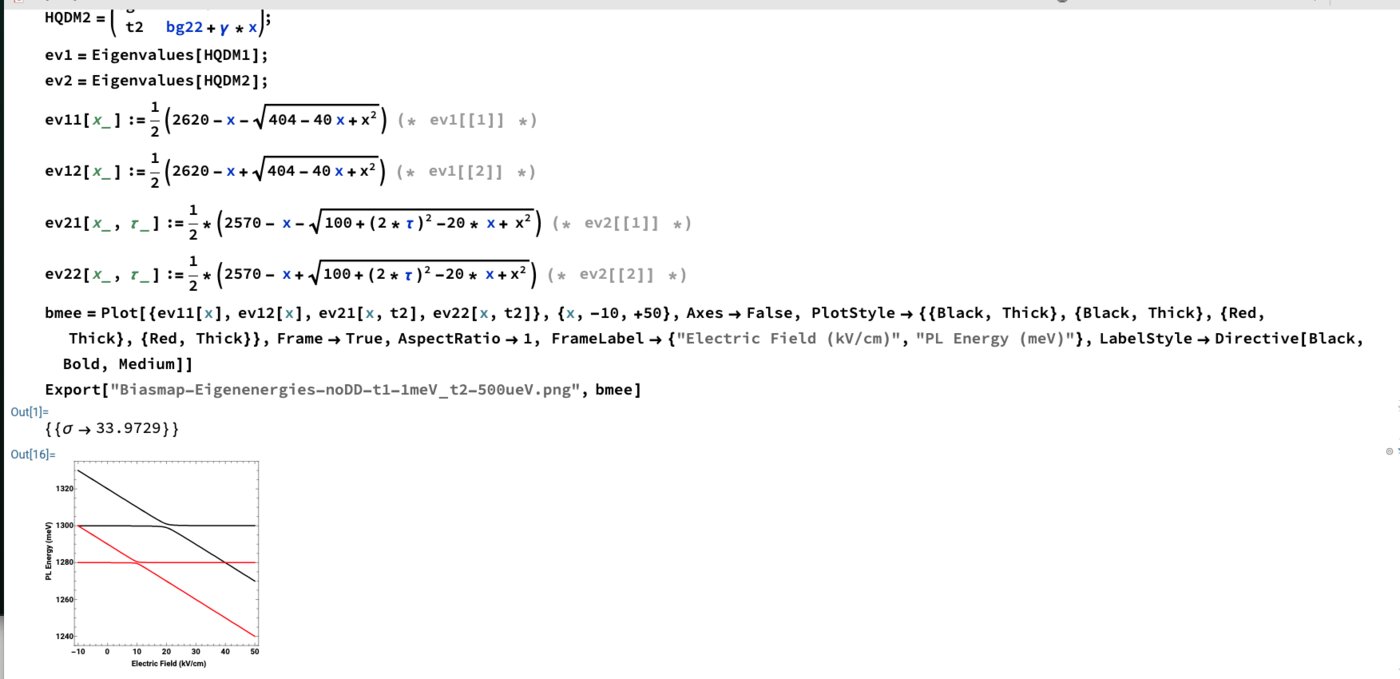 HQDM2 = ( ;
t2 bg22 + γ * x
ev1 = Eigenvalues[HQDM1];
ev2 = Eigenvalues[HQDM2];
ev11[x_] := 1/2 (2620 - x - √(404 - 40 x + x^2)) (* ev1[[1]] *)
ev12[x_] := 1/2 (2620 - x + √(404 - 40 x + x^2)) (* ev1[[2]] *)
ev21[x_, τ_] := 1/2 * (2570 - x - √(100 + (2 * τ)^2 - 20 * x + x^2)) (* ev2[[1]] *)
ev22[x_, τ_] := 1/2 * (2570 - x + √(100 + (2 * τ)^2 - 20 * x + x^2)) (* ev2[[2]] *)
bmee = Plot[{ev11[x], ev12[x], ev21[x, t2], ev22[x, t2]}, {x, -10, +50}, Axes → False, PlotStyle → {{Black, Thick}, {Black, Thick}, {Red,
Thick}, {Red, Thick}}, Frame → True, AspectRatio → 1, FrameLabel → {"Electric Field (kV/cm)", "PL Energy (meV)"}, LabelStyle → Directive[Black,
Bold, Medium]]
Export["Biasmap-Eigenenergies-noDD-t1-1meV_t2-500ueV.png", bmee]
Out[1]=
{{σ → 33.9729}}
Out[16]=
PL Energy (meV)
1320
1300
1280
1260
1240
-10 0 10 20 30 40 50
Electric Field (kV/cm)